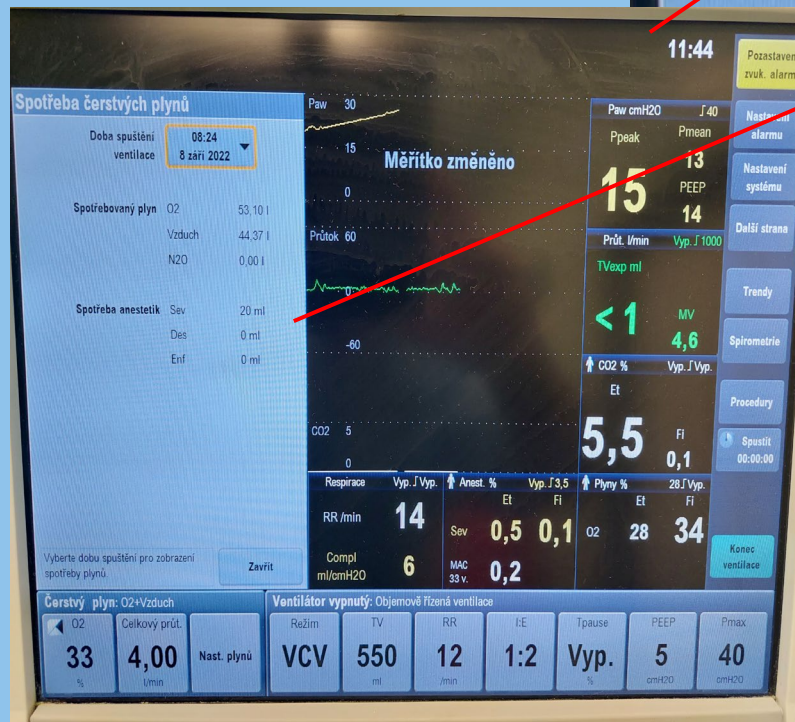 11:44
Pozastavení
zvuk. alarmů
Spotřeba čerstvých plynů
Doba spuštění
ventilace
08:24
8 září 2022
Spotřebovaný plyn O2 53,10 l
Vzduch 44,37 l
N2O 0,00 l
Spotřeba anestetik Sev 20 ml
Des 0 ml
Enf 0 ml
Vyberte dobu spuštění pro zobrazení
spotřeby plynů.
Zavřít
Paw 30
15
0
Měřítko změněno
Průtok 60
0
-60
CO2 5
0
Paw cmH2O 40
Ppeak Pmean
15 13
PEEP
14
Průt. l/min Vyp. 1000
TVexp ml
<1 MV
4,6
CO2 % Vyp. Vyp.
Et
5,5 Fi
0,1
Respirace Vyp. Vyp.
RR /min 14
Compl
ml/cmH2O 6
Anest. % Vyp. 3,5
Et Fi
Sev 0,5 0,1
MAC
33 v. 0,2
Plyny % 28 Vyp.
Et Fi
O2 28 34
Nastavení
alarmu
Nastavení
systému
Další strana
Trendy
Spirometrie
Procedury
Spustit
00:00:00
Konec
ventilace
Čerstvý plyn: O2+Vzduch
O2
33
%
Celkový průt.
4,00
l/min
Nast. plynů
Ventilátor vypnutý: Objemově řízená ventilace
Režim
VCV
TV
550
ml
RR
12
/min
I:E
1:2
Tpause
Vyp.
%
PEEP
5
cmH2O
Pmax
40
cmH2O